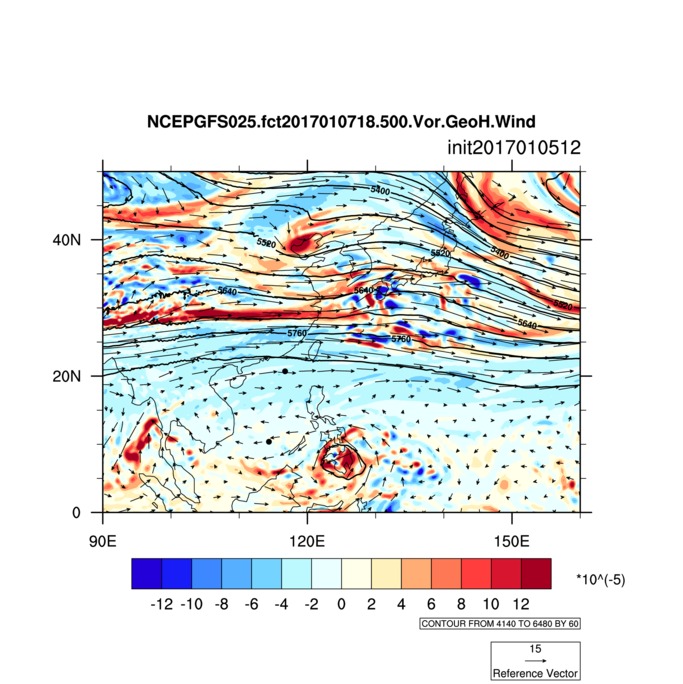 NCEPGFS025.fct2017010718.500.Vor.GeoH.Wind
init2017010512
5400
40N
5520
5520
5400
5640
5640
5520
5640
5760
5760
20N
0
90E 120E 150E
-12 -10 -8 -6 -4 -2 0 2 4 6 8 10 12
*10^(-5)
CONTOUR FROM 4140 TO 6480 BY 60
15
Reference Vector